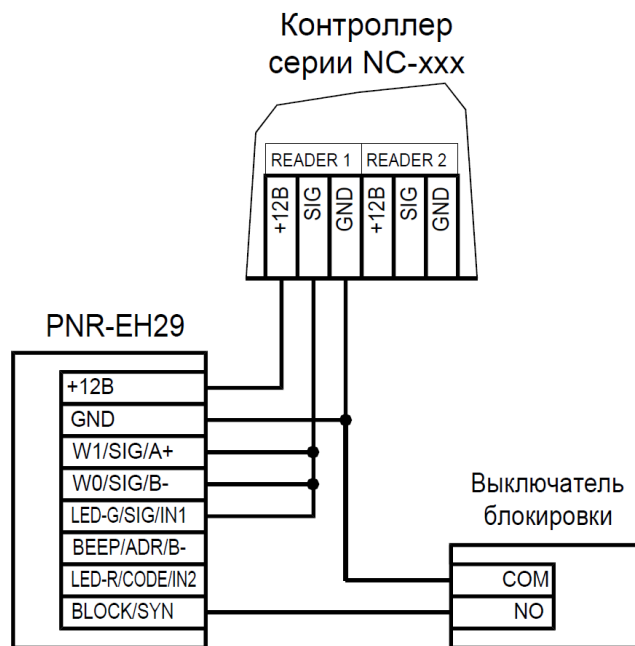 Контроллер
серии NC-xxx
READER 1 READER 2
+12В SIG GND +12В SIG GND
PNR-EH29
+12В
GND
W1/SIG/A+
W0/SIG/B-
LED-G/SIG/IN1
BEEP/ADR/B-
LED-R/CODE/IN2
BLOCK/SYN
Выключатель
блокировки
COM
NO